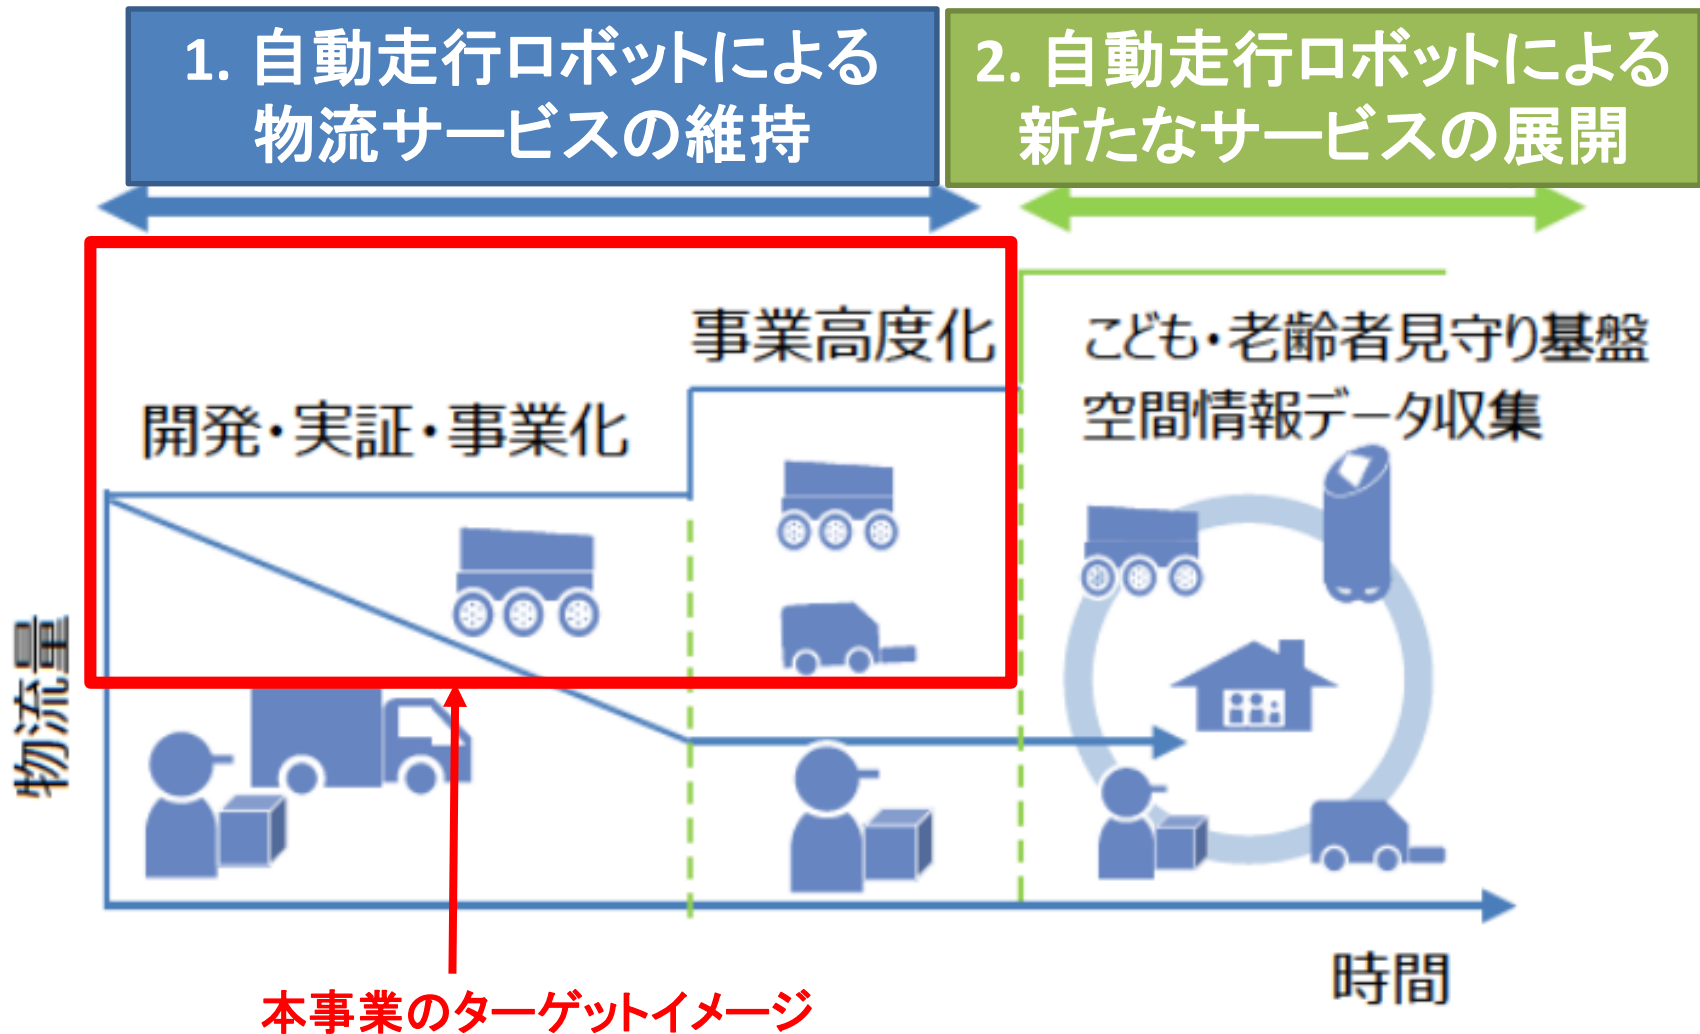 1. 自動走行ロボットによる
物流サービスの維持
2. 自動走行ロボットによる
新たなサービスの展開
事業高度化
開発・実証・事業化
こども・老齢者見守り基盤
空間情報データ収集
物流量
時間
本事業のターゲットイメージ